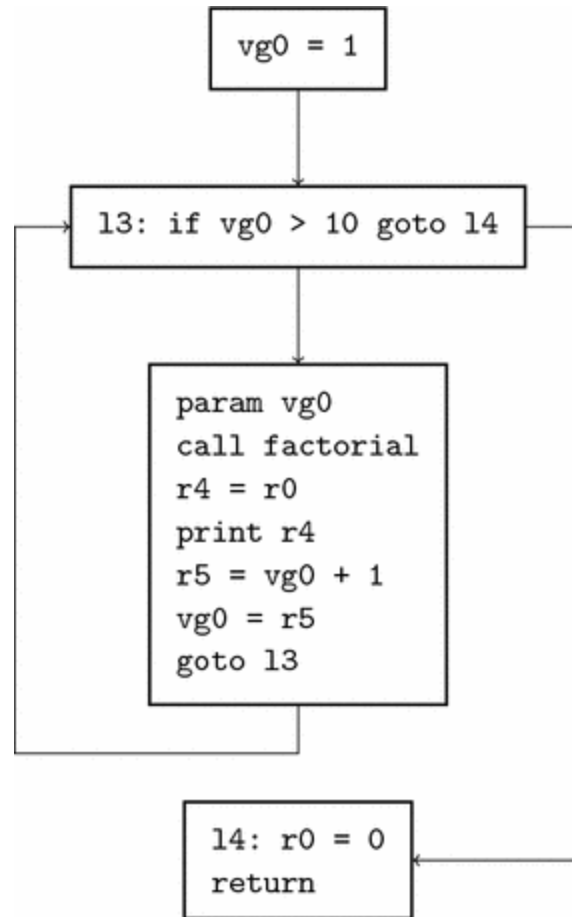 vg0 = 1
l3: if vg0 > 10 goto l4
param vg0
call factorial
r4 = r0
print r4
r5 = vg0 + 1
vg0 = r5
goto l3
l4: r0 = 0
return